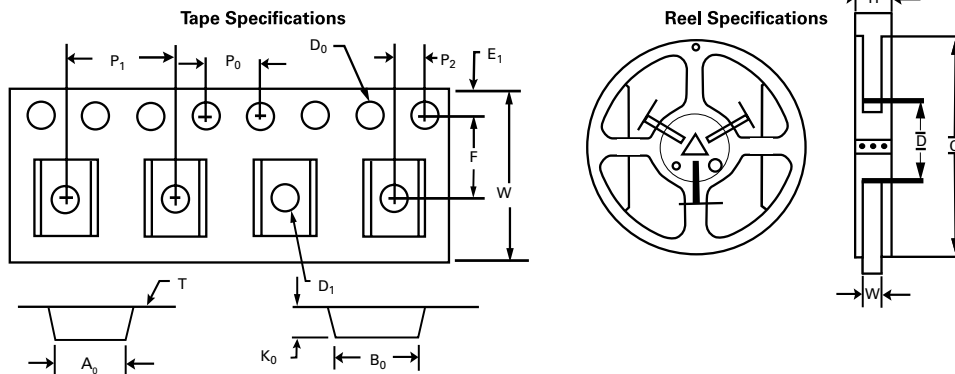 Tape Specifications
Reel Specifications
P₁
P₀
D₀
P₂
E₁
F
W
D₁
T
A₀
K₀
B₀
D
C
W